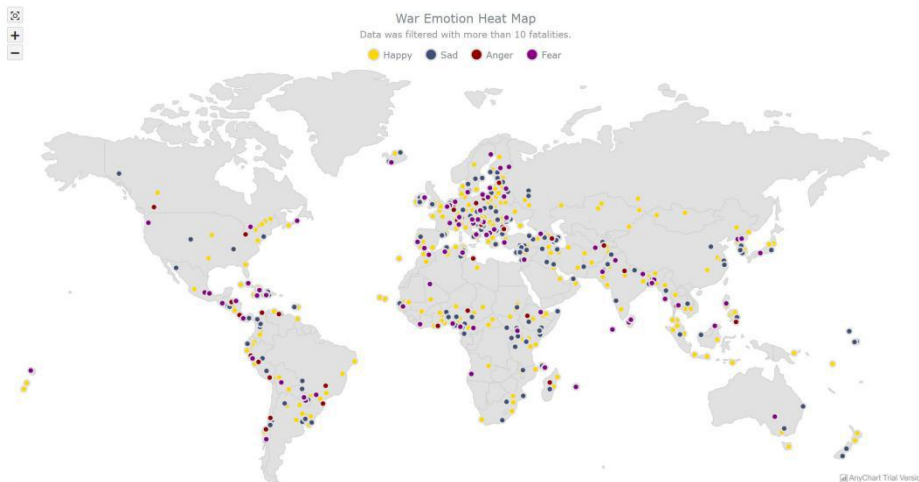 War Emotion Heat Map
Data was filtered with more than 10 fatalities.
Happy Sad Anger Fear
AnyChart Trial Versi